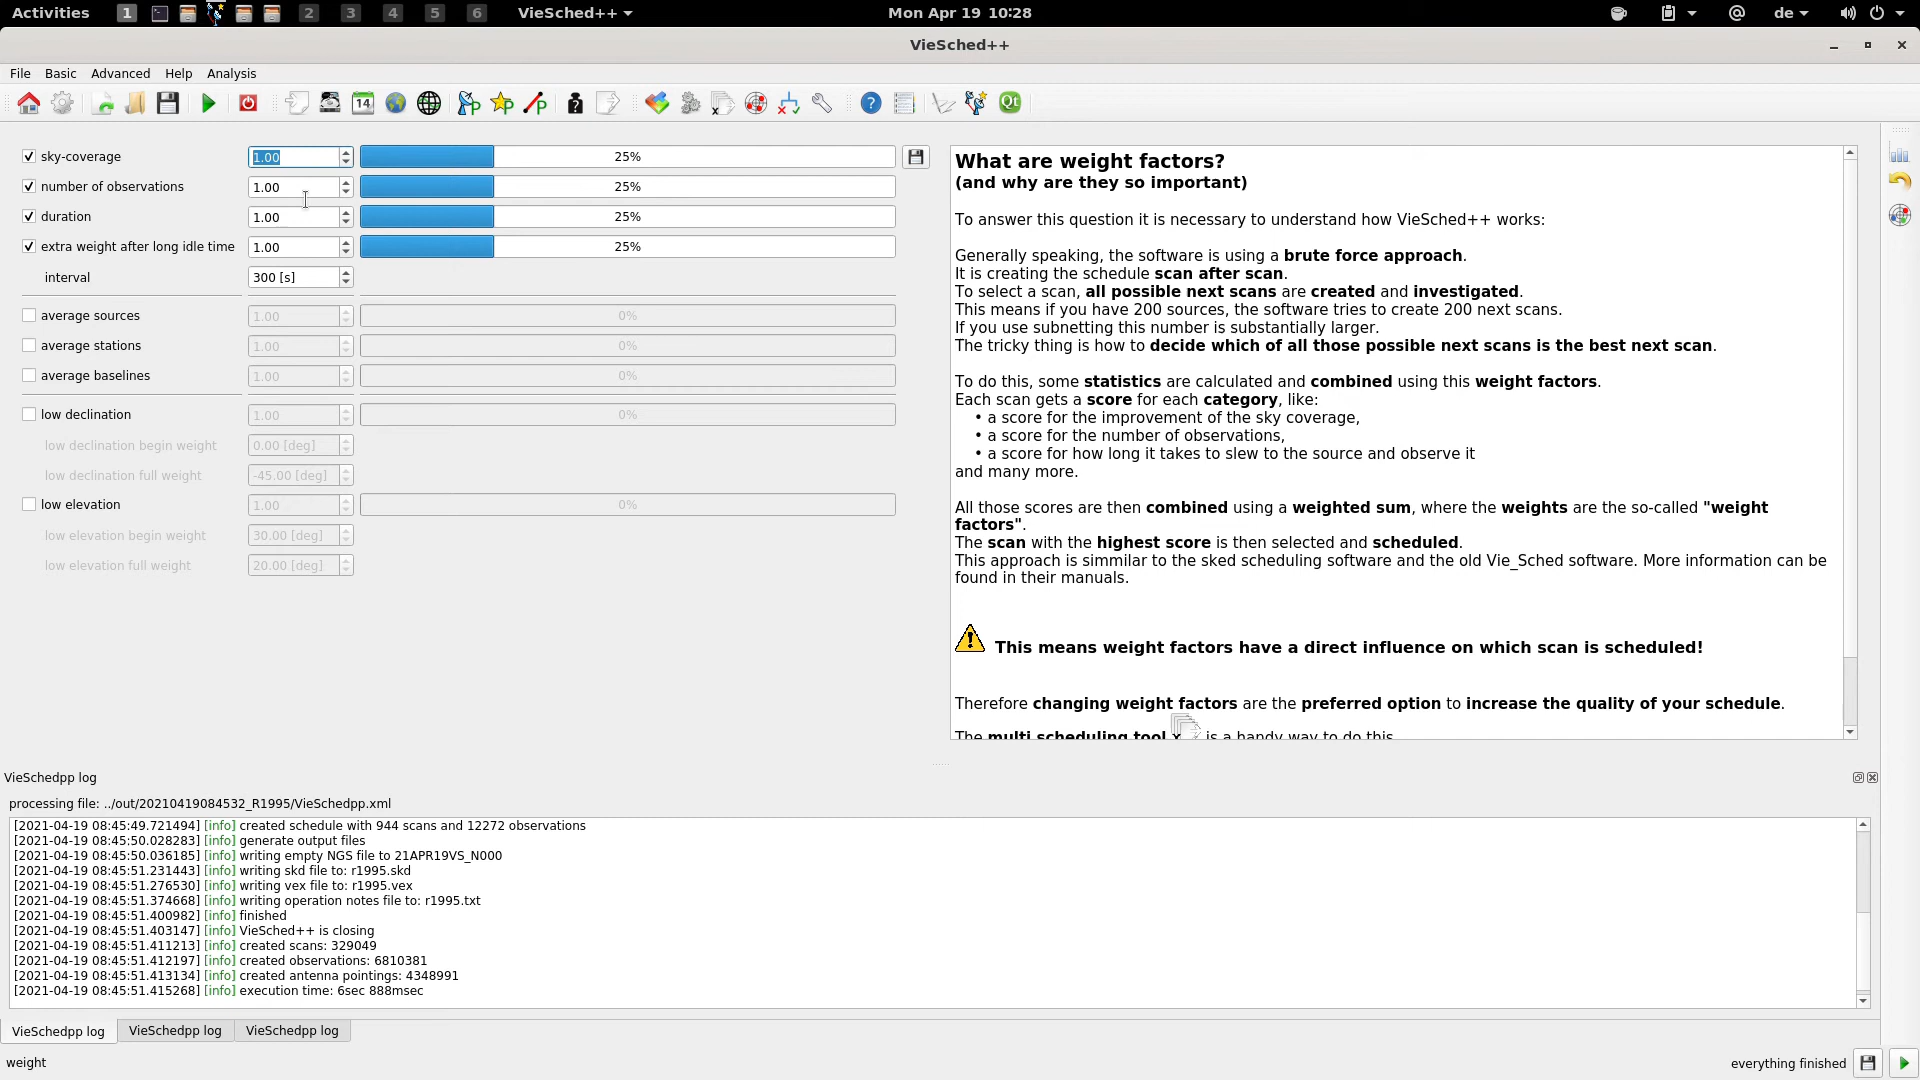 Activities 1 2 3 4 5 6 VieSched++ Mon Apr 19 10:28 de
VieSched++
File Basic Advanced Help Analysis
14 P P P ? Qt
sky-coverage 1.00 25%
number of observations 1.00 25%
duration 1.00 25%
extra weight after long idle time 1.00 25%
interval 300 [s]
average sources 1.00 0%
average stations 1.00 0%
average baselines 1.00 0%
low declination 1.00 0%
low declination begin weight 0.00 [deg]
low declination full weight -45.00 [deg]
low elevation 1.00 0%
low elevation begin weight 30.00 [deg]
low elevation full weight 20.00 [deg]
What are weight factors?
(and why are they so important)
To answer this question it is necessary to understand how VieSched++ works:
Generally speaking, the software is using a brute force approach.
It is creating the schedule scan after scan.
To select a scan, all possible next scans are created and investigated.
This means if you have 200 sources, the software tries to create 200 next scans.
If you use subnetting this number is substantially larger.
The tricky thing is how to decide which of all those possible next scans is the best next scan.
To do this, some statistics are calculated and combined using this weight factors.
Each scan gets a score for each category, like:
• a score for the improvement of the sky coverage,
• a score for the number of observations,
• a score for how long it takes to slew to the source and observe it
and many more.
All those scores are then combined using a weighted sum, where the weights are the so-called "weight
factors".
The scan with the highest score is then selected and scheduled.
This approach is simmilar to the sked scheduling software and the old Vie_Sched software. More information can be
found in their manuals.
This means weight factors have a direct influence on which scan is scheduled!
Therefore changing weight factors are the preferred option to increase the quality of your schedule.
The multi scheduling tool x is a handy way to do this
VieSchedpp log
processing file: ../out/20210419084532_R1995/VieSchedpp.xml
[2021-04-19 08:45:49.721494] [info] created schedule with 944 scans and 12272 observations
[2021-04-19 08:45:50.028283] [info] generate output files
[2021-04-19 08:45:50.036185] [info] writing empty NGS file to 21APR19VS_N000
[2021-04-19 08:45:51.231443] [info] writing skd file to: r1995.skd
[2021-04-19 08:45:51.276530] [info] writing vex file to: r1995.vex
[2021-04-19 08:45:51.374668] [info] writing operation notes file to: r1995.txt
[2021-04-19 08:45:51.400982] [info] finished
[2021-04-19 08:45:51.403147] [info] VieSched++ is closing
[2021-04-19 08:45:51.411213] [info] created scans: 329049
[2021-04-19 08:45:51.412197] [info] created observations: 6810381
[2021-04-19 08:45:51.413134] [info] created antenna pointings: 4348991
[2021-04-19 08:45:51.415268] [info] execution time: 6sec 888msec
VieSchedpp log VieSchedpp log VieSchedpp log
weight everything finished